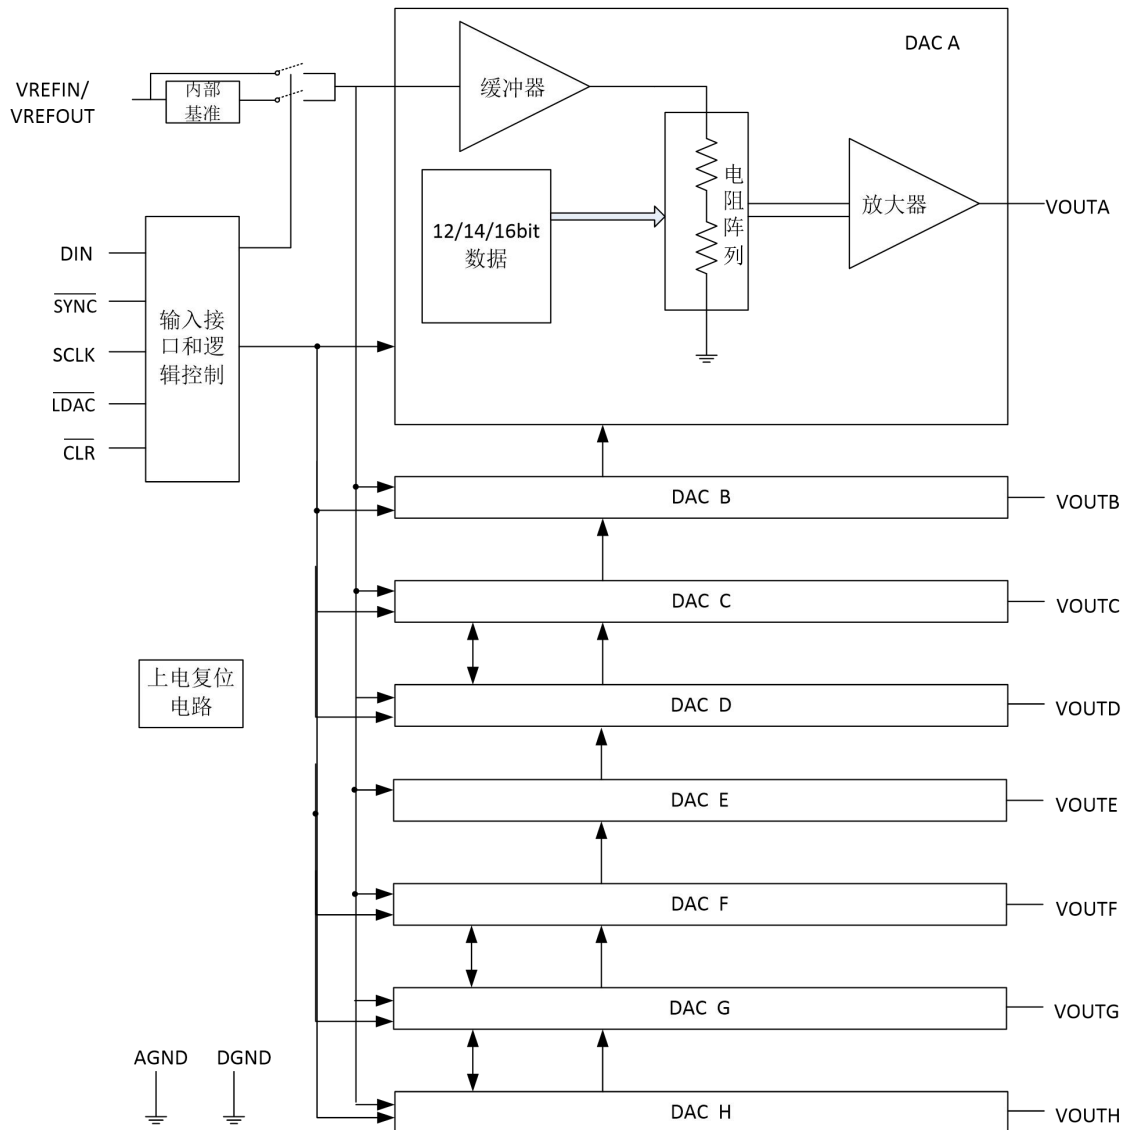 DAC A
VREFIN/
VREFOUT
内部
基准
缓冲器
12/14/16bit
数据
电
阻
阵
列
放大器
VOUTA
DIN
SYNC
SCLK
LDAC
CLR
输入接
口和逻
辑控制
DAC B
VOUTB
DAC C
VOUTC
上电复位
电路
DAC D
VOUTD
DAC E
VOUTE
DAC F
VOUTF
DAC G
VOUTG
AGND
DGND
DAC H
VOUTH